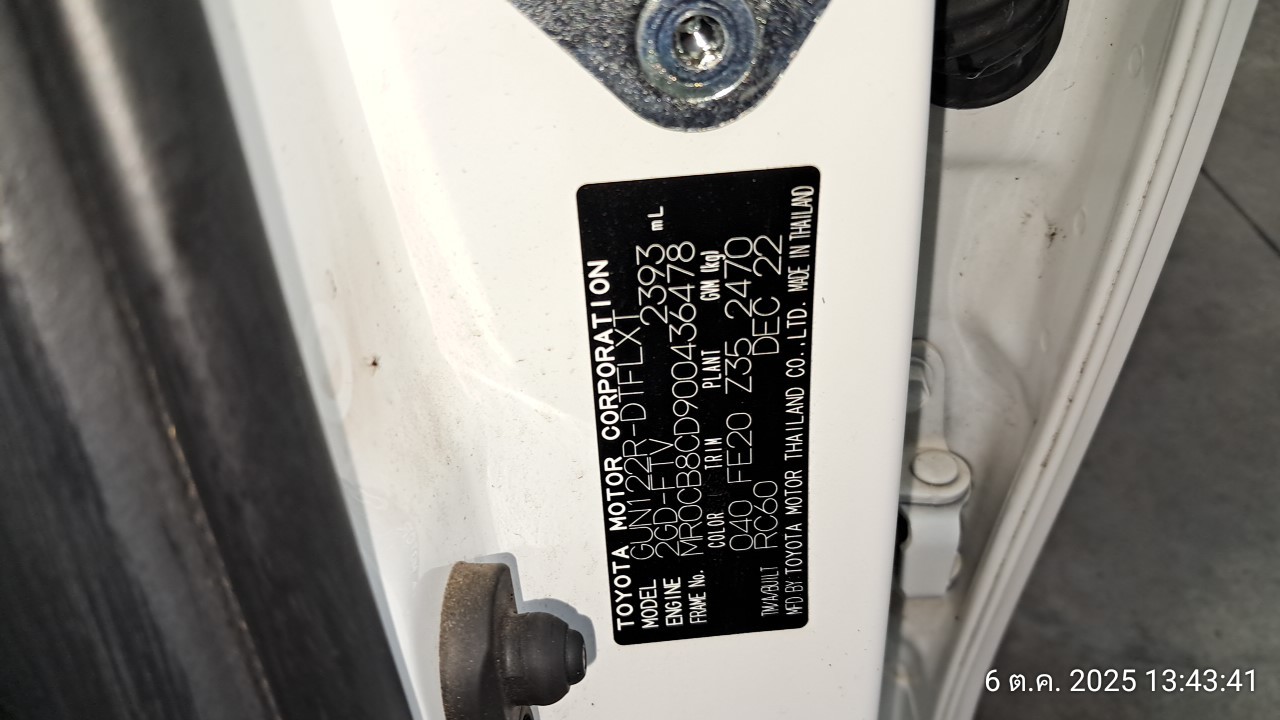 TOYOTA MOTOR CORPORATION
MODEL GUN122R-DTFLXT
ENGINE 2GD-FTV 2393 mL
FRAME No. MR0CB8CD900436478
COLOR TRIM PLANT GVM (kg)
040 FE20 Z35 2470
TM/A/BUILT RC60 DEC 22
MFD BY TOYOTA MOTOR THAILAND CO.,LTD. MADE IN THAILAND
6 ต.ค. 2025 13:43:41